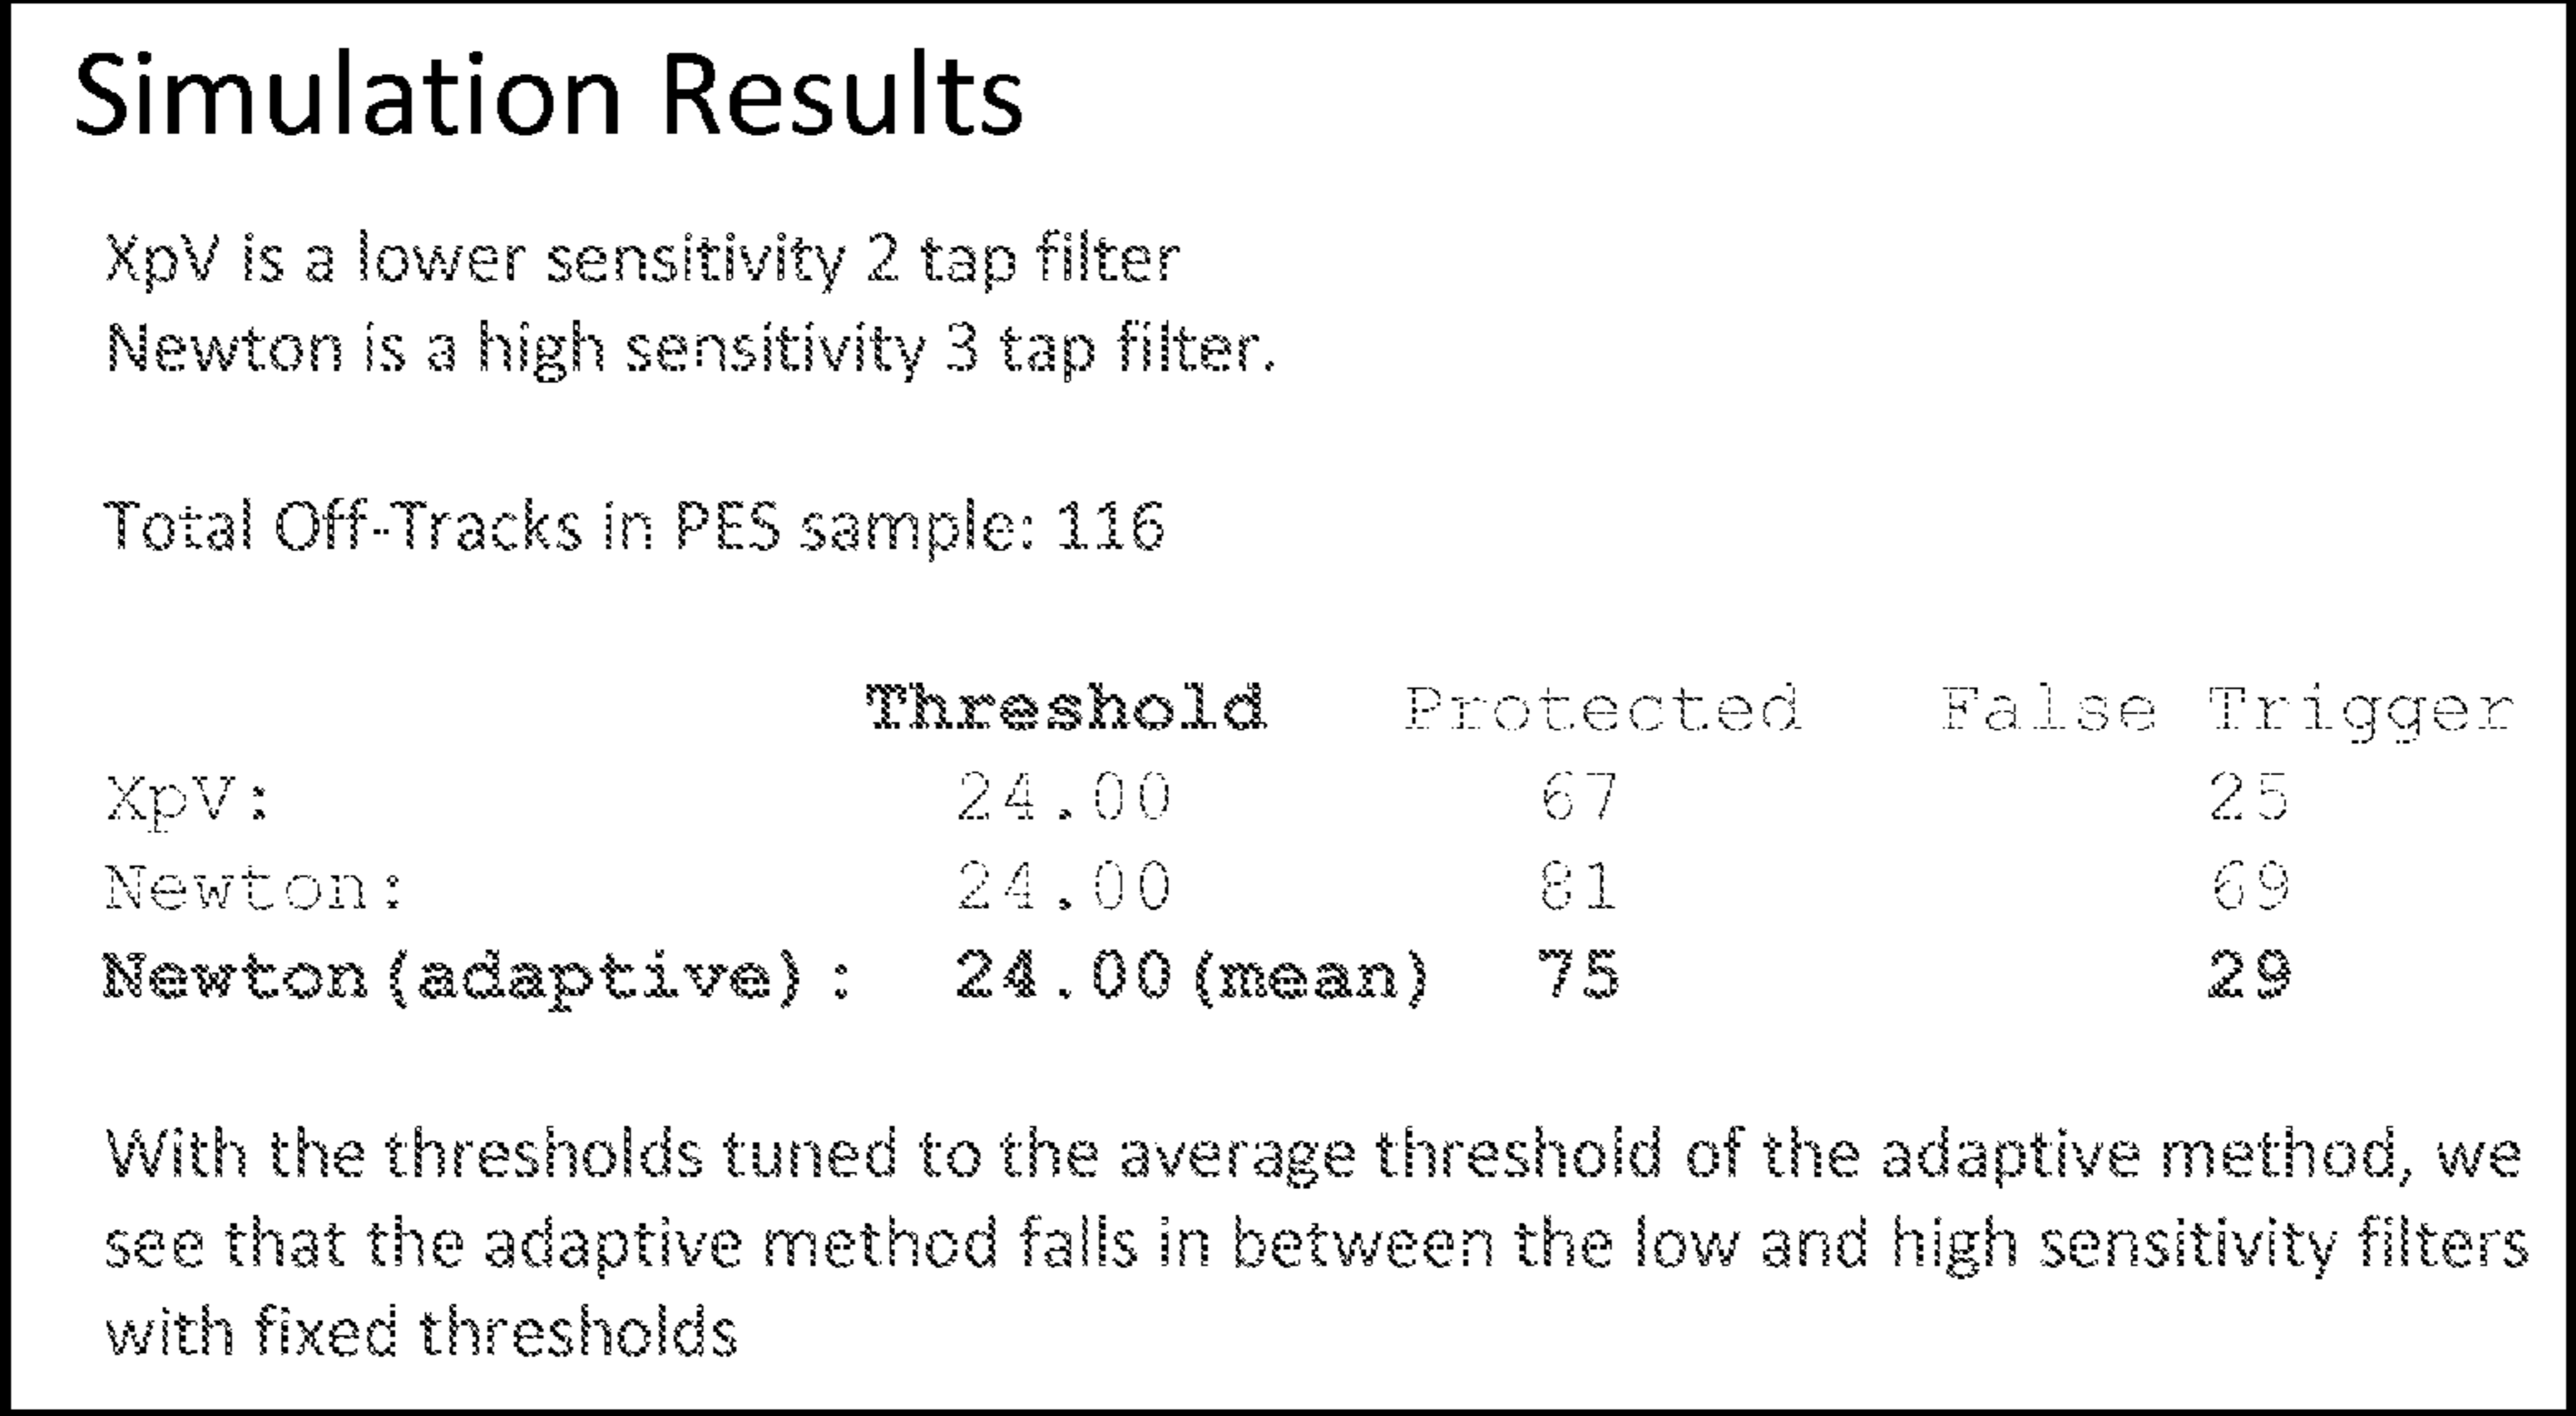 Simulation Results
XpV is a lower sensitivity 2 tap filter
Newton is a high sensitivity 3 tap filter.
Total Off-Tracks in PES sample: 116
Threshold Protected False Trigger
XpV: 24.00 67 25
Newton: 24.00 81 69
Newton(adaptive): 24.00(mean) 75 29
With the thresholds tuned to the average threshold of the adaptive method, we
see that the adaptive method falls in between the low and high sensitivity filters
with fixed thresholds